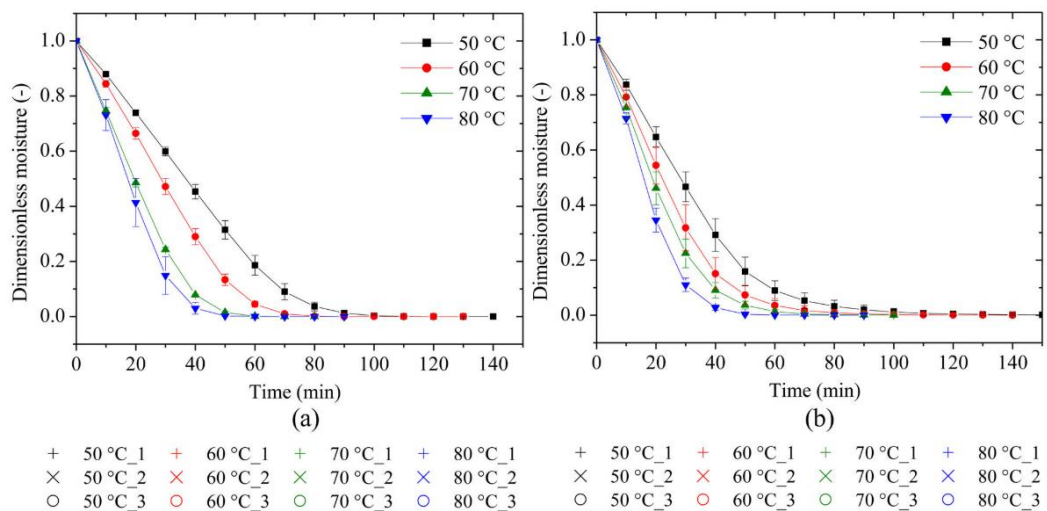 1.0
0.8
0.6
0.4
0.2
0.0
Dimensionless moisture (-)
50 °C
60 °C
70 °C
80 °C
0 20 40 60 80 100 120 140
Time (min)
(a)
1.0
0.8
0.6
0.4
0.2
0.0
Dimensionless moisture (-)
50 °C
60 °C
70 °C
80 °C
0 20 40 60 80 100 120 140
Time (min)
(b)
50 °C_1 60 °C_1 70 °C_1 80 °C_1
50 °C_2 60 °C_2 70 °C_2 80 °C_2
50 °C_3 60 °C_3 70 °C_3 80 °C_3
50 °C_1 60 °C_1 70 °C_1 80 °C_1
50 °C_2 60 °C_2 70 °C_2 80 °C_2
50 °C_3 60 °C_3 70 °C_3 80 °C_3